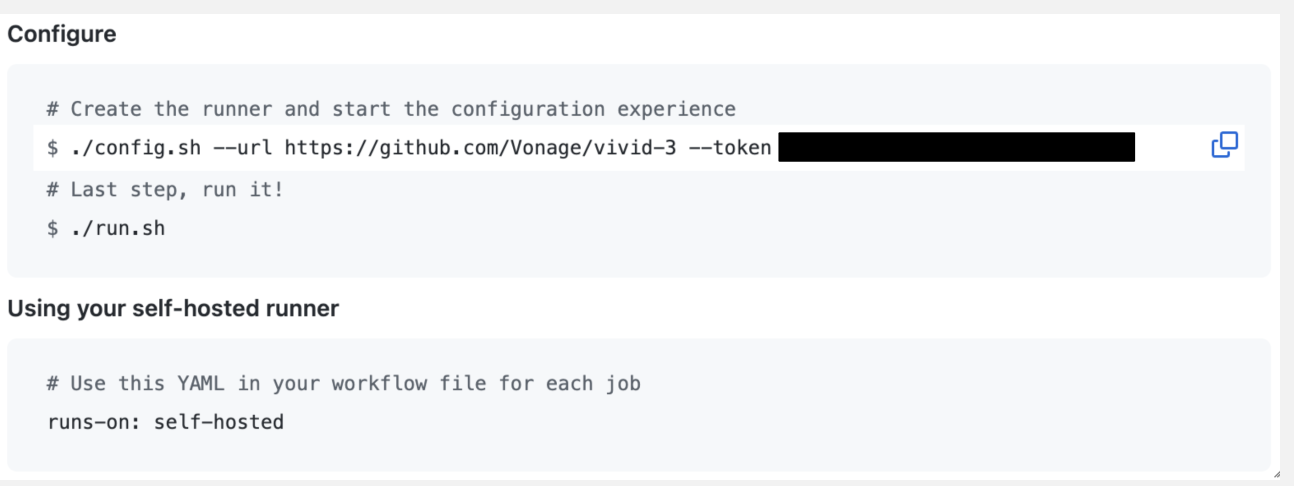 Configure
# Create the runner and start the configuration experience
$ ./config.sh --url https://github.com/Vonage/vivid-3 --token
# Last step, run it!
$ ./run.sh
Using your self-hosted runner
# Use this YAML in your workflow file for each job
runs-on: self-hosted